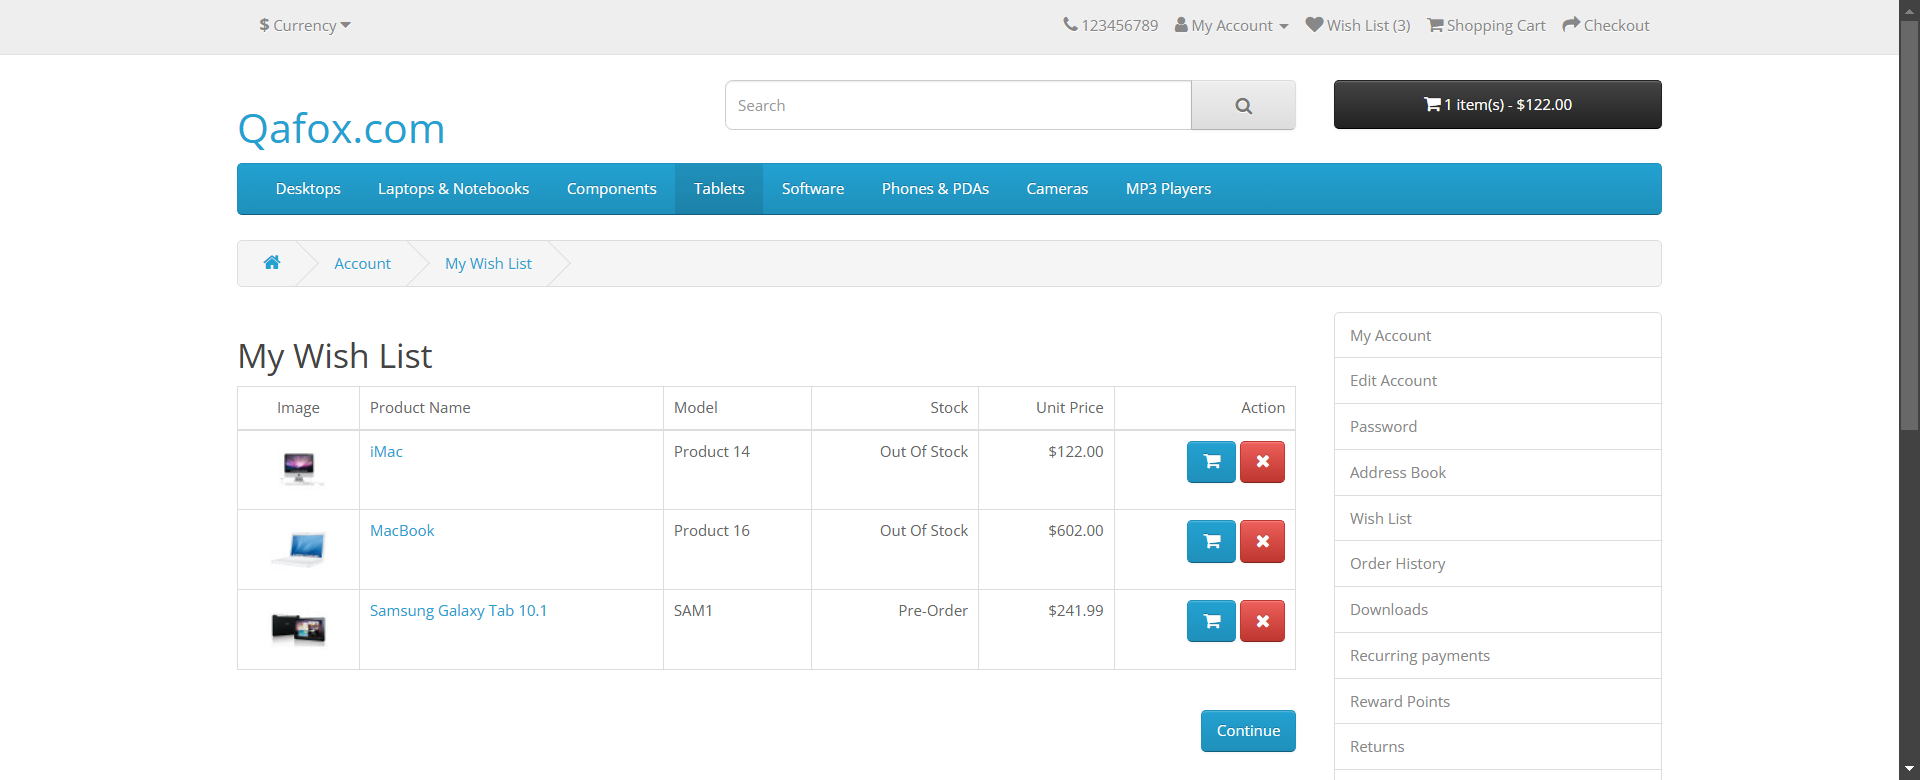 $ Currency
123456789 My Account Wish List (3) Shopping Cart Checkout
Qafox.com
Search
1 item(s) - $122.00
Desktops Laptops & Notebooks Components Tablets Software Phones & PDAs Cameras MP3 Players
Account My Wish List
My Wish List
Image Product Name Model Stock Unit Price Action
iMac Product 14 Out Of Stock $122.00
MacBook Product 16 Out Of Stock $602.00
Samsung Galaxy Tab 10.1 SAM1 Pre-Order $241.99
Continue
My Account
Edit Account
Password
Address Book
Wish List
Order History
Downloads
Recurring payments
Reward Points
Returns